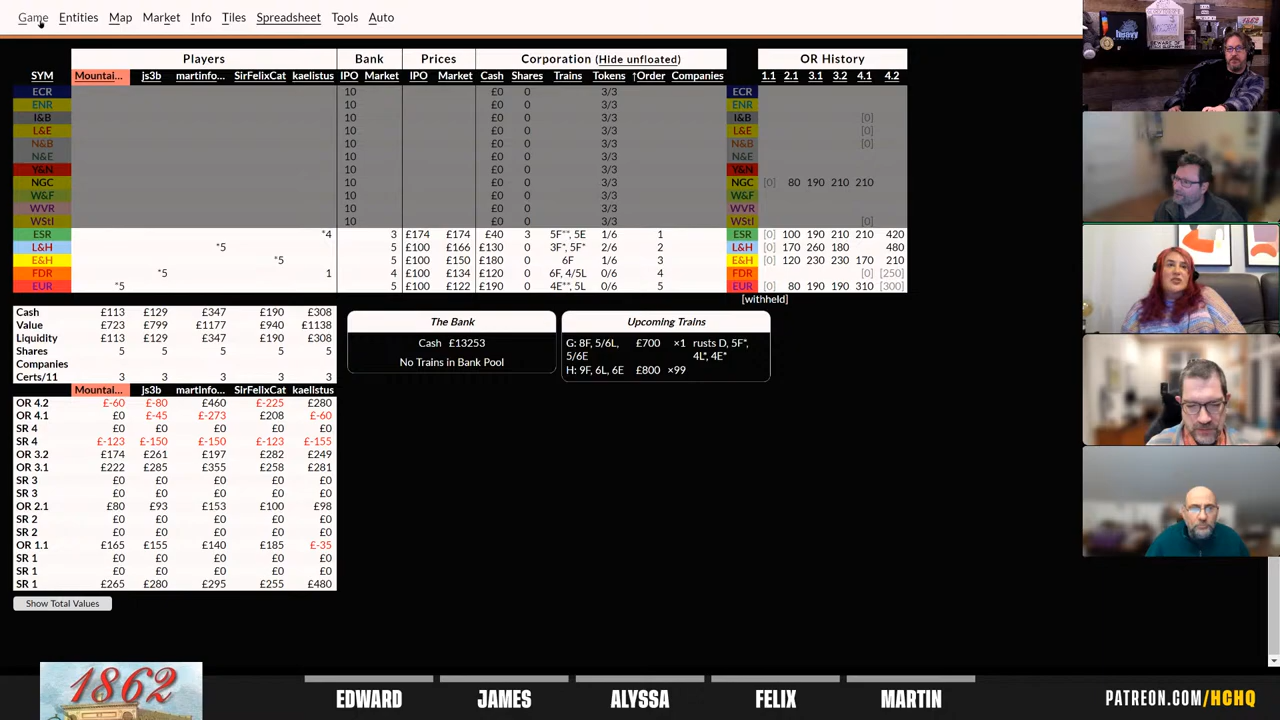 Game Entities Map Market Info Tiles Spreadsheet Tools Auto
Players Bank Prices Corporation (Hide unfloated) OR History
SYM Mountai... js3b martinfo... SirFelixCat kaelistus IPO Market IPO Market Cash Shares Trains Tokens ↑Order Companies 1.1 2.1 3.1 3.2 4.1 4.2
ECR 10 £0 0 3/3 ECR
ENR 10 £0 0 3/3 ENR
I&B 10 £0 0 3/3 I&B [0]
L&E 10 £0 0 3/3 L&E [0]
N&B 10 £0 0 3/3 N&B [0]
N&E 10 £0 0 3/3 N&E
Y&N 10 £0 0 3/3 Y&N
NGC 10 £0 0 3/3 NGC [0] 80 190 210 210
W&F 10 £0 0 3/3 W&F
WVR 10 £0 0 3/3 WVR
WStI 10 £0 0 3/3 WStI [0]
ESR *4 3 £174 £174 £40 3 5F**, 5E 1/6 1 ESR [0] 100 190 210 210 420
L&H *5 5 £100 £166 £130 0 3F*, 5F* 2/6 2 L&H [0] 170 260 180 480
E&H *5 5 £100 £150 £180 0 6F 1/6 3 E&H [0] 120 230 230 170 210
FDR *5 1 4 £100 £134 £120 0 6F, 4/5L 0/6 4 FDR [0] [250]
EUR *5 5 £100 £122 £190 0 4E**, 5L 0/6 5 EUR [0] 80 190 190 310 [300]
[withheld]
Cash £113 £129 £347 £190 £308
Value £723 £799 £1177 £940 £1138
Liquidity £113 £129 £347 £190 £308
Shares 5 5 5 5 5
Companies
Certs/11 3 3 3 3 3
The Bank
Cash £13253
No Trains in Bank Pool
Upcoming Trains
G: 8F, 5/6L, 5/6E £700 ×1 rusts D, 5F*, 4L*, 4E*
H: 9F, 6L, 6E £800 ×99
Mountai... js3b martinfo... SirFelixCat kaelistus
OR 4.2 £-60 £-80 £460 £-225 £280
OR 4.1 £0 £-45 £-273 £208 £-60
SR 4 £0 £0 £0 £0 £0
SR 4 £-123 £-150 £-150 £-123 £-155
OR 3.2 £174 £261 £197 £282 £249
OR 3.1 £222 £285 £355 £258 £281
SR 3 £0 £0 £0 £0 £0
SR 3 £0 £0 £0 £0 £0
OR 2.1 £80 £93 £153 £100 £98
SR 2 £0 £0 £0 £0 £0
SR 2 £0 £0 £0 £0 £0
OR 1.1 £165 £155 £140 £185 £-35
SR 1 £0 £0 £0 £0 £0
SR 1 £0 £0 £0 £0 £0
SR 1 £265 £280 £295 £255 £480
Show Total Values
1862
EDWARD JAMES ALYSSA FELIX MARTIN
PATREON.COM/HCHQ